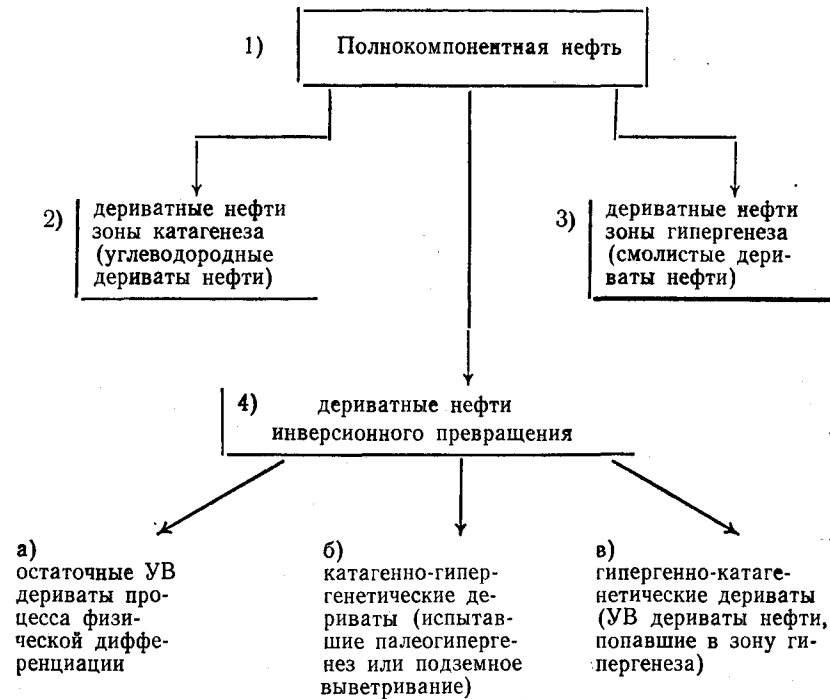 1) Полнокомпонентная нефть
2) дериватные нефти
зоны катагенеза
(углеводородные
дериваты нефти)
3) дериватные нефти
зоны гипергенеза
(смолистые дери-
ваты нефти)
4) дериватные нефти
инверсионного превращения
а)
остаточные УВ
дериваты про-
цесса физи-
ческой диффе-
ренциации
б)
катагенно-гипер-
генетические де-
риваты (испытав-
шие палеогиперге-
нез или подземное
выветривание)
в)
гипергенно-катаге-
нетические дериваты
(УВ дериваты нефти,
попавшие в зону ги-
пергенеза)